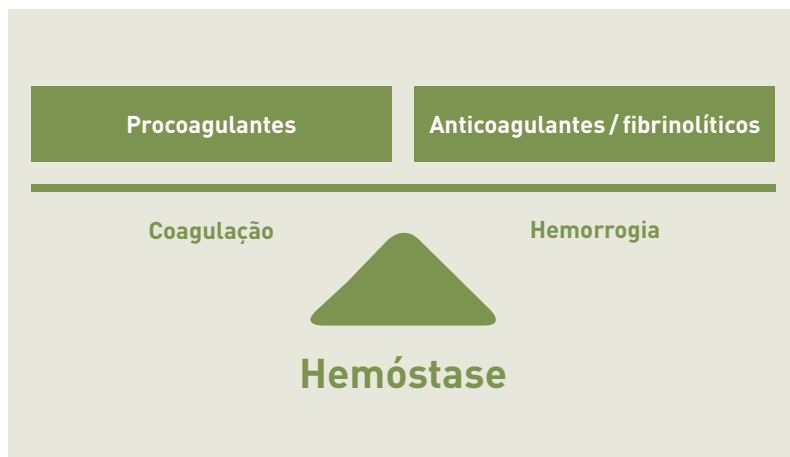 Procoagulantes
Anticoagulantes / fibrinolíticos
Coagulação
Hemorrogia
Hemóstase